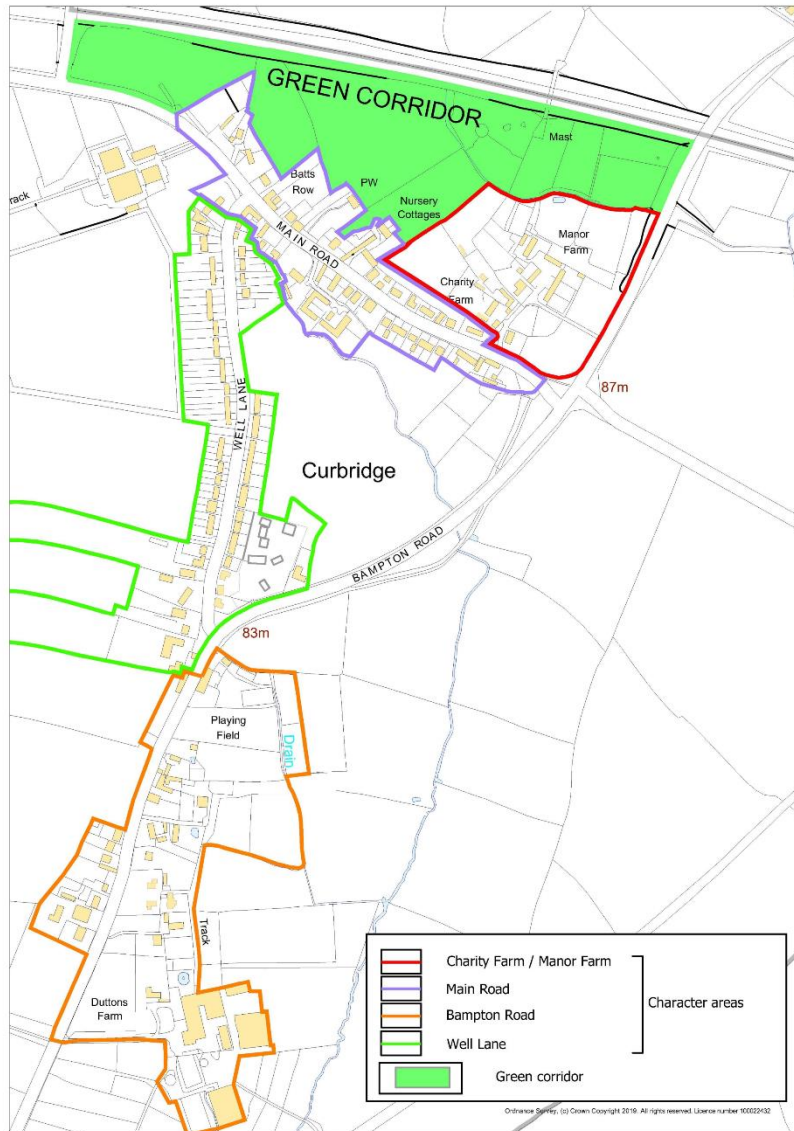 GREEN CORRIDOR
Mast
Batts
Row
PW
Nursery
Cottages
Manor
Farm
MAIN ROAD
Charity
Farm
87m
WELL LANE
Curbridge
BAMPTON ROAD
83m
Playing
Field
Drain
Track
Duttons
Farm
Charity Farm / Manor Farm
Main Road
Bampton Road
Well Lane
Character areas
Green corridor
Ordnance Survey, (c) Crown Copyright 2019. All rights reserved. Licence number 100022432